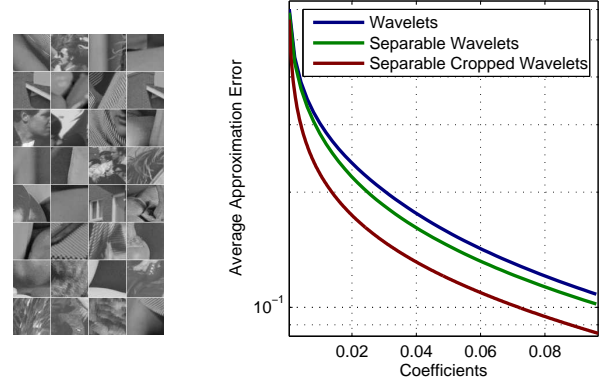 Wavelets
Separable Wavelets
Separable Cropped Wavelets
Average Approximation Error
10⁻¹
0.02 0.04 0.06 0.08
Coefficients